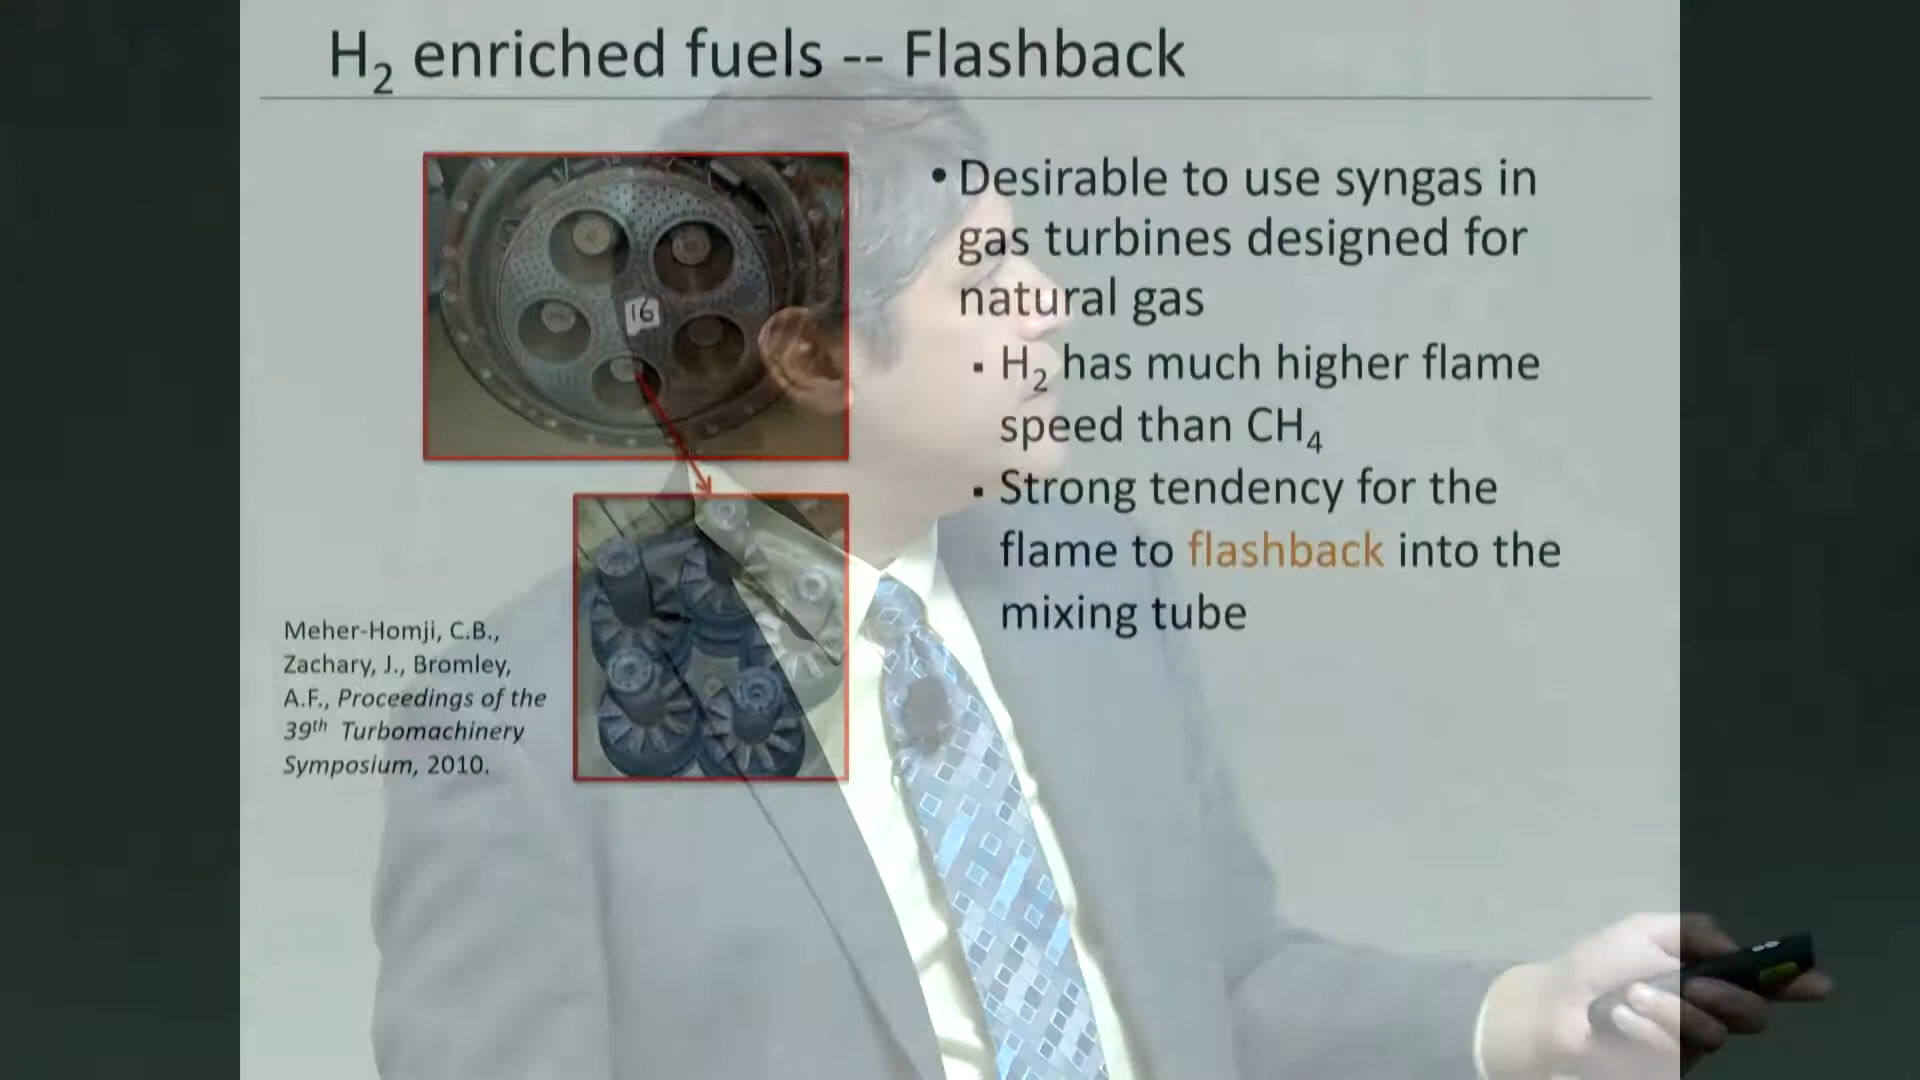 H₂ enriched fuels -- Flashback
16
• Desirable to use syngas in
gas turbines designed for
natural gas
▪ H₂ has much higher flame
speed than CH₄
▪ Strong tendency for the
flame to flashback into the
mixing tube
Meher-Homji, C.B.,
Zachary, J., Bromley,
A.F., Proceedings of the
39th Turbomachinery
Symposium, 2010.